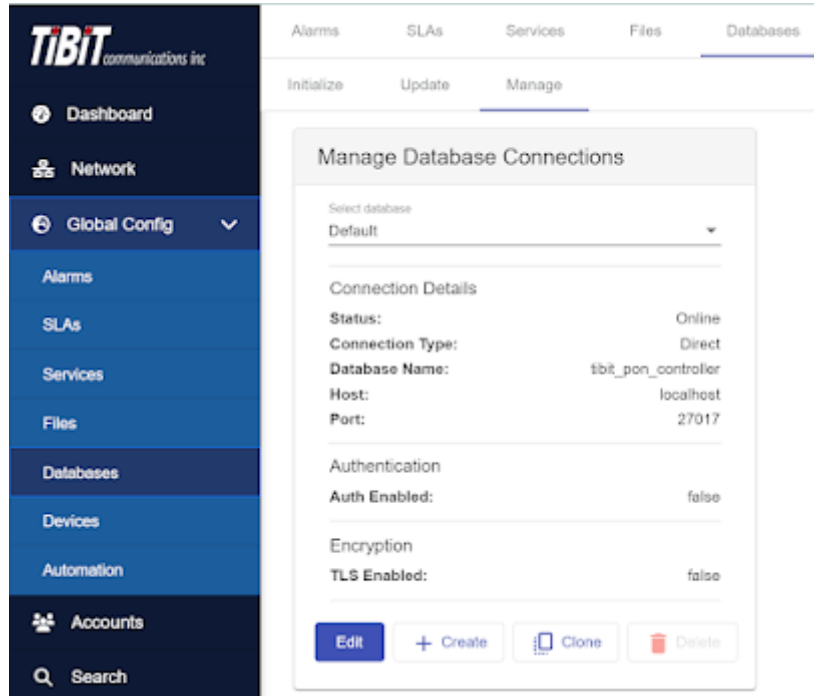 TiBiT communications inc
Dashboard
Network
Global Config
Alarms
SLAs
Services
Files
Databases
Devices
Automation
Accounts
Search
Alarms SLAs Services Files Databases
Initialize Update Manage
Manage Database Connections
Select database
Default
Connection Details
Status: Online
Connection Type: Direct
Database Name: tibit_pon_controller
Host: localhost
Port: 27017
Authentication
Auth Enabled: false
Encryption
TLS Enabled: false
Edit + Create Clone Delete